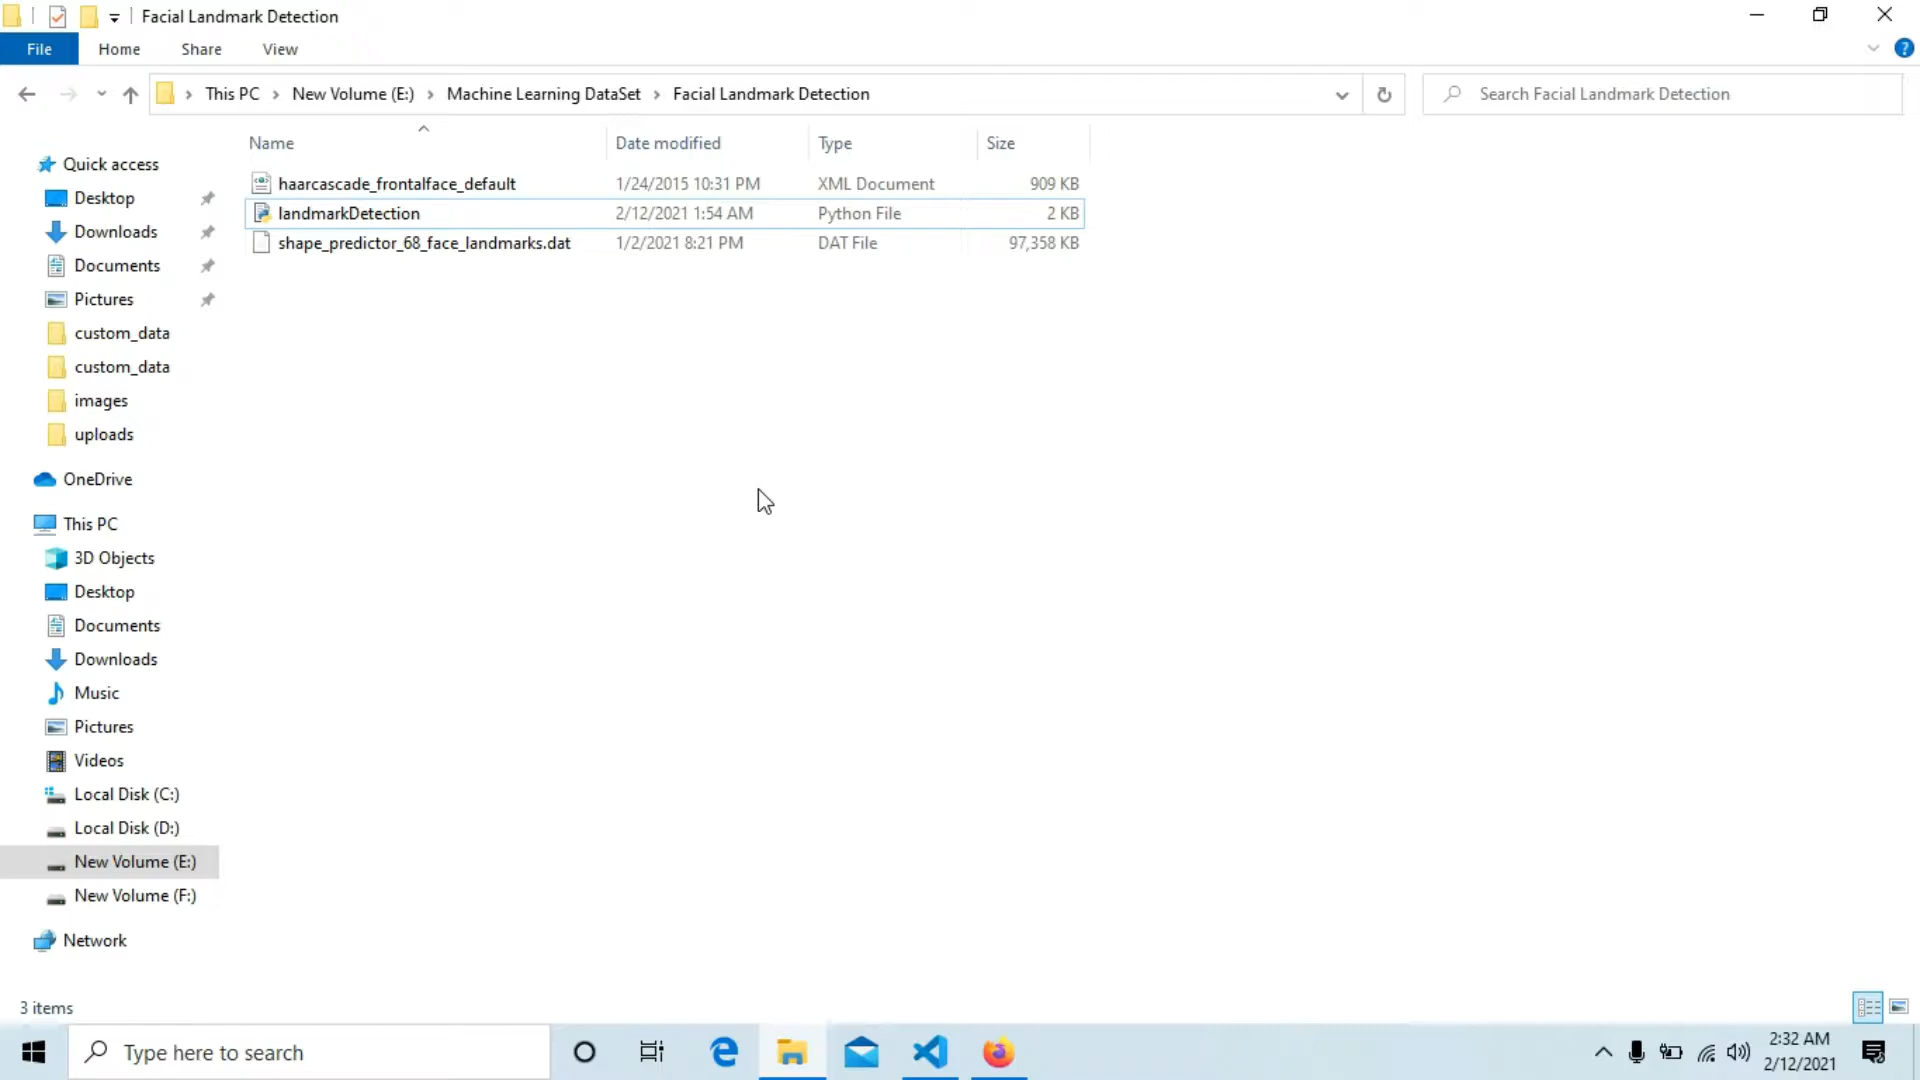 Facial Landmark Detection
File Home Share View
This PC > New Volume (E:) > Machine Learning DataSet > Facial Landmark Detection
Search Facial Landmark Detection
Name Date modified Type Size
haarcascade_frontalface_default 1/24/2015 10:31 PM XML Document 909 KB
landmarkDetection 2/12/2021 1:54 AM Python File 2 KB
shape_predictor_68_face_landmarks.dat 1/2/2021 8:21 PM DAT File 97,358 KB
Quick access
Desktop
Downloads
Documents
Pictures
custom_data
custom_data
images
uploads
OneDrive
This PC
3D Objects
Desktop
Documents
Downloads
Music
Pictures
Videos
Local Disk (C:)
Local Disk (D:)
New Volume (E:)
New Volume (F:)
Network
3 items
Type here to search
2:32 AM
2/12/2021